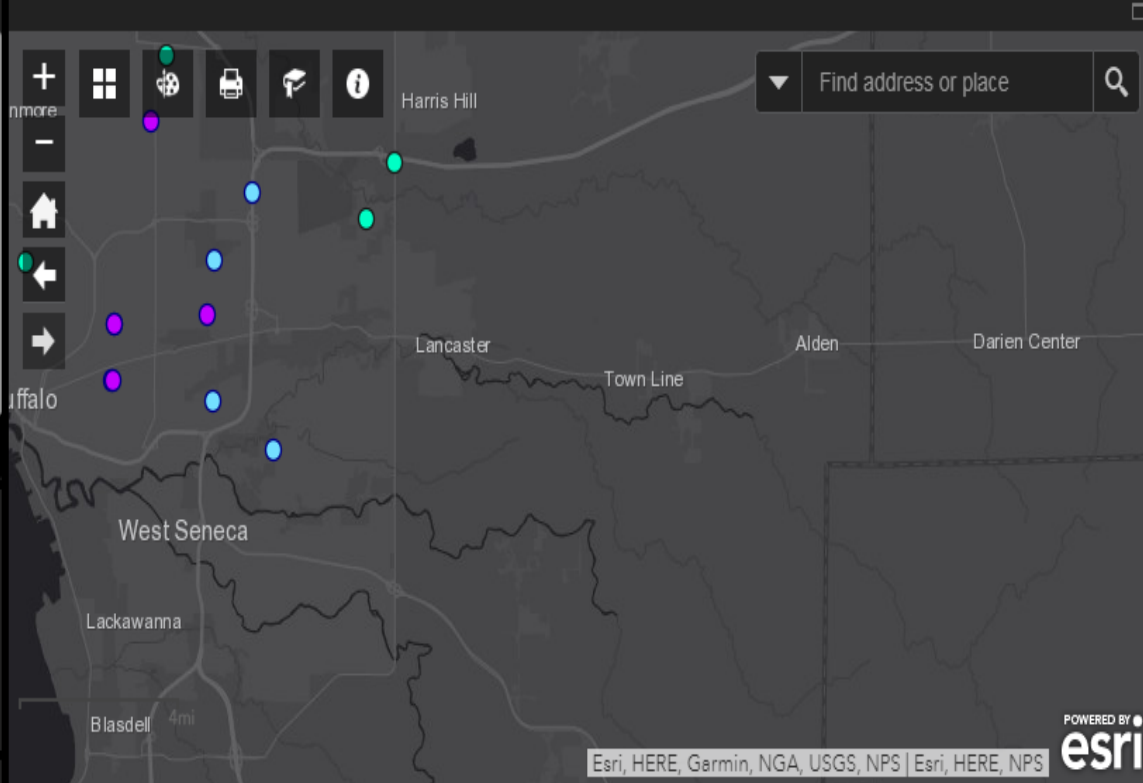 +
Find address or place
Harris Hill
nmore
−
Lancaster
Alden
Darien Center
Town Line
uffalo
West Seneca
Lackawanna
Blasdell
4mi
POWERED BY
esri
Esri, HERE, Garmin, NGA, USGS, NPS | Esri, HERE, NPS